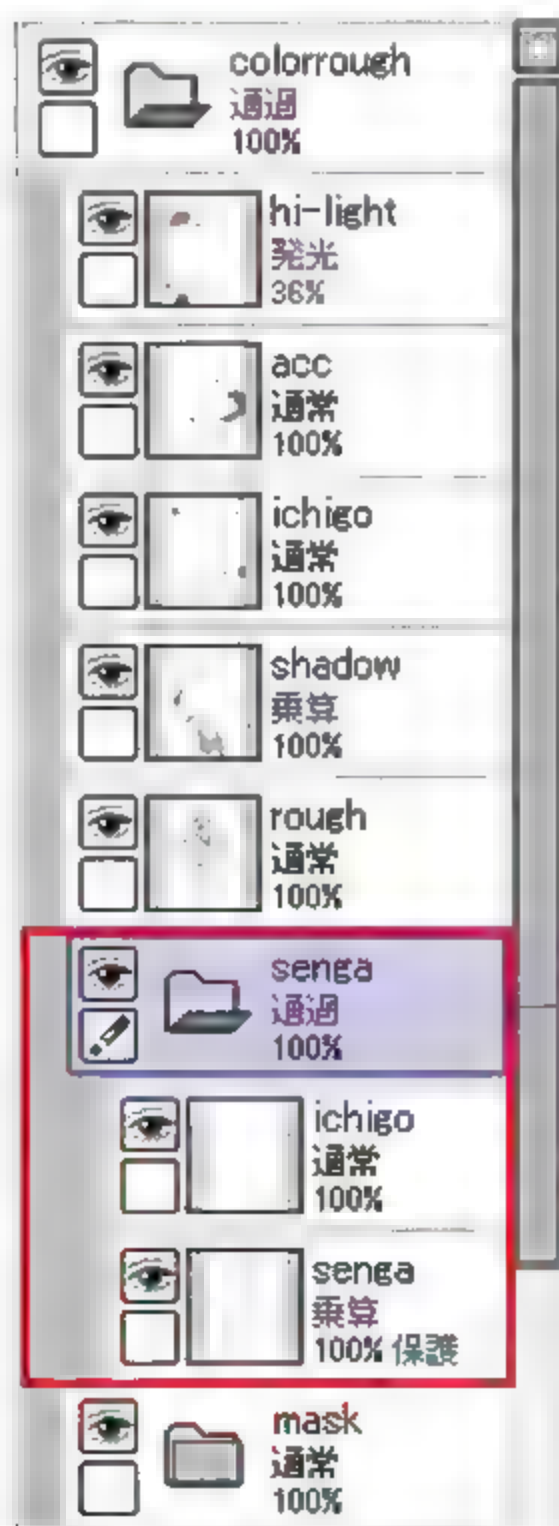 colorrough
通過
100%
hi-light
発光
36%
acc
通常
100%
ichigo
通常
100%
shadow
乗算
100%
rough
通常
100%
senga
通過
100%
ichigo
通常
100%
senga
乗算
100% 保護
mask
通常
100%